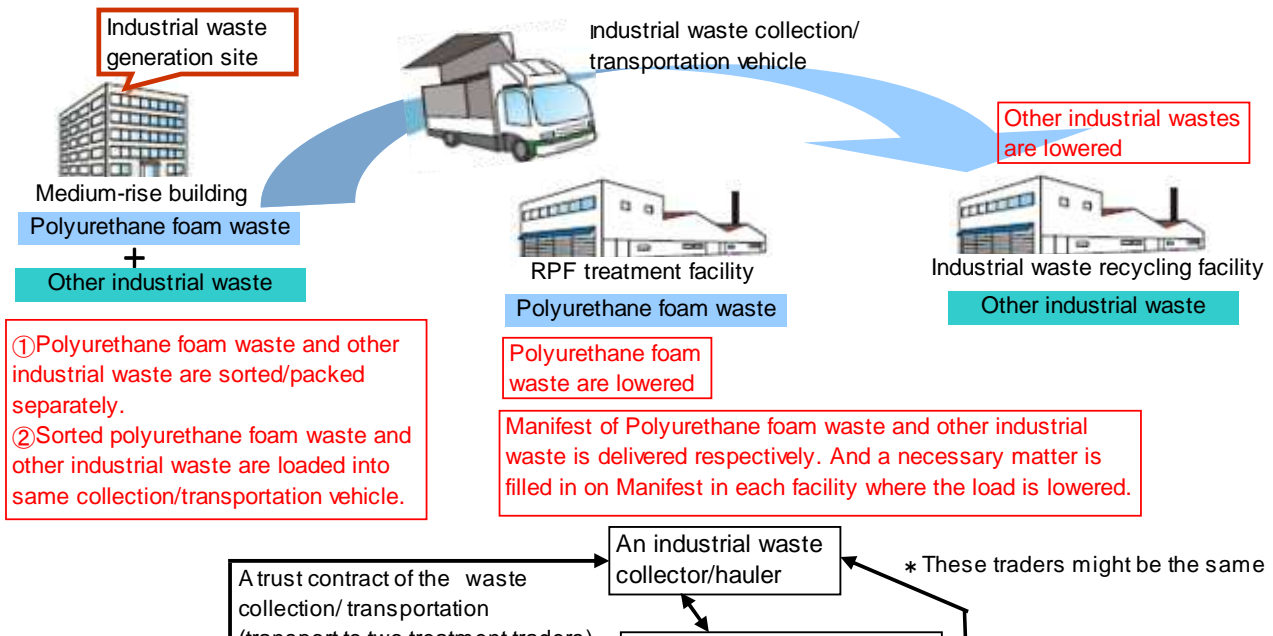 Industrial waste
generation site
Industrial waste collection/
transportation vehicle
Other industrial wastes
are lowered
Medium-rise building
Polyurethane foam waste
+
Other industrial waste
RPF treatment facility
Polyurethane foam waste
Industrial waste recycling facility
Other industrial waste
①Polyurethane foam waste and other
industrial waste are sorted/packed
separately.
②Sorted polyurethane foam waste and
other industrial waste are loaded into
same collection/transportation vehicle.
Polyurethane foam
waste are lowered
Manifest of Polyurethane foam waste and other industrial
waste is delivered respectively. And a necessary matter is
filled in on Manifest in each facility where the load is lowered.
An industrial waste
collector/hauler
* These traders might be the same
A trust contract of the waste
collection/ transportation
(transport to two treatment traders)